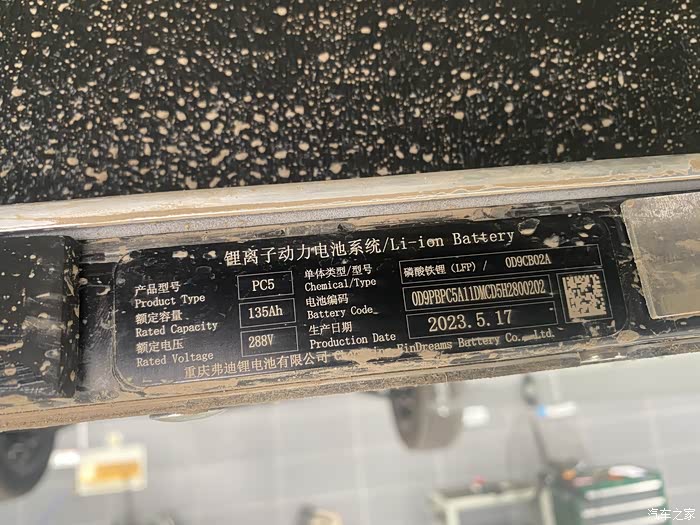 锂离子动力电池系统/Li-ion Battery
产品型号 Product Type PC5 单体类型/型号 Chemical/Type 磷酸铁锂 (LFP) / 0D9CB02A
额定容量 Rated Capacity 135Ah 电池编码 Battery Code 0D9PBPC5A11DMCD5H2800202
额定电压 Rated Voltage 288V 生产日期 Production Date 2023.5.17
重庆弗迪锂电池有限公司 FinDreams Battery Co., Ltd.
汽车之家